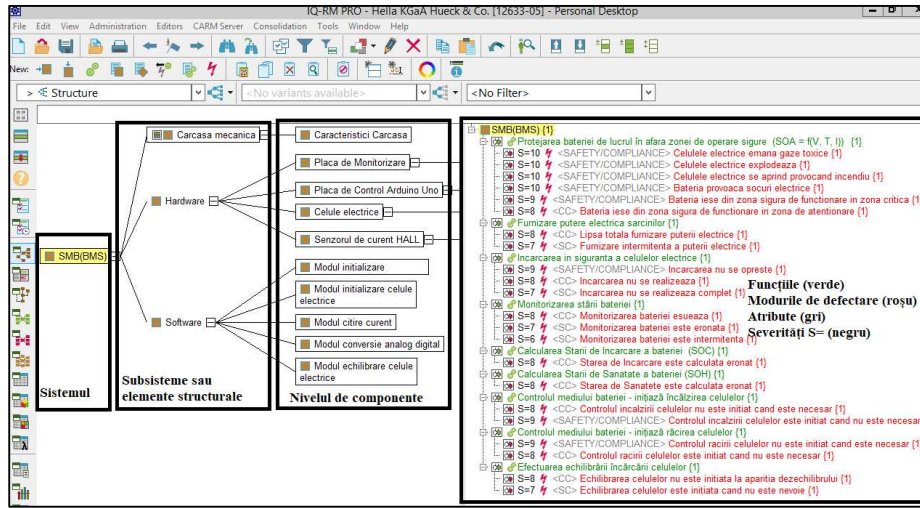 IQ-RM PRO - Hella KGaA Hueck & Co. [12633-05] - Personal Desktop
File Edit View Administration Editors CARM Server Consolidation Tools Window Help
New:
> Structure
<No variants available>
<No Filter>
SMB(BMS)
Sistemul
Carcasa mecanica
Hardware
Software
Subsisteme sau
elemente structurale
Caracteristici Carcasa
Placa de Monitorizare
Placa de Control Arduino Uno
Celule electrice
Senzorul de curent HALL
Modul initializare
Modul initializare celule
electrice
Modul citire curent
Modul conversie analog digital
Modul echilibrare celule
electrice
Nivelul de componente
SMB(BMS) {1}
Protejarea bateriei de lucrul în afara zonei de operare sigure (SOA = f(V, T, I)) {1}
S=10 <SAFETY/COMPLIANCE> Celulele electrice emana gaze toxice {1}
S=10 <SAFETY/COMPLIANCE> Celulele electrice explodeaza {1}
S=10 <SAFETY/COMPLIANCE> Celulele electrice se aprind provocand incendiu {1}
S=10 <SAFETY/COMPLIANCE> Bateria provoaca socuri electrice {1}
S=9 <SAFETY/COMPLIANCE> Bateria iese din zona sigura de functionare in zona critica {1}
S=8 <CC> Bateria iese din zona sigura de functionare in zona de atentionare {1}
Furnizare putere electrica sarcinilor {1}
S=8 <CC> Lipsa totala furnizare puterii electrice {1}
S=7 <SC> Furnizare intermitenta a puterii electrice {1}
Incarcarea in siguranta a celulelor electrice {1}
S=9 <SAFETY/COMPLIANCE> Incarcarea nu se opreste {1}
S=8 <CC> Incarcarea nu se realizeaza {1}
S=7 <SC> Incarcarea nu se realizeaza complet {1}
Monitorizarea stării bateriei {1}
S=8 <CC> Monitorizarea bateriei esueaza {1}
S=7 <SC> Monitorizarea bateriei este eronata {1}
S=6 <SC> Monitorizarea bateriei este intermitenta {1}
Calcularea Starii de Incarcare a bateriei (SOC) {1}
S=8 <CC> Starea de Incarcare este calculata eronat {1}
Calcularea Starii de Sanatate a bateriei (SOH) {1}
S=8 <CC> Starea de Sanatete este calculata eronat {1}
Controlul mediului bateriei - inițiază încălzirea celulelor {1}
S=8 <CC> Controlul incalzirii celulelor nu este initiat cand este necesar {1}
S=9 <SAFETY/COMPLIANCE> Controlul incalzirii celulelor este initiat cand nu este necesar
Controlul mediului bateriei - inițiază răcirea celulelor {1}
S=9 <SAFETY/COMPLIANCE> Controlul racirii celulelor nu este initiat cand este necesar {1
S=8 <CC> Controlul racirii celulelor este initiat cand nu este necesar {1}
Efectuarea echilibrării încărcării celulelor {1}
S=8 <CC> Echilibrarea celulelor nu este initiata la aparitia dezechilibrului {1}
S=7 <SC> Echilibrarea celulelor este initiata cand nu este nevoie {1}
Funcțiile (verde)
Modurile de defectare (roșu)
Atribute (gri)
Severități S= (negru)